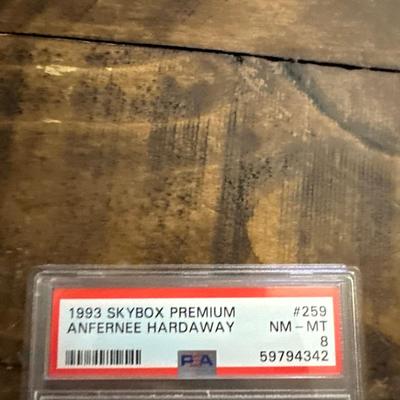 1993 SKYBOX PREMIUM #259
ANFERNEE HARDAWAY NM - MT
8
PSA 59794342